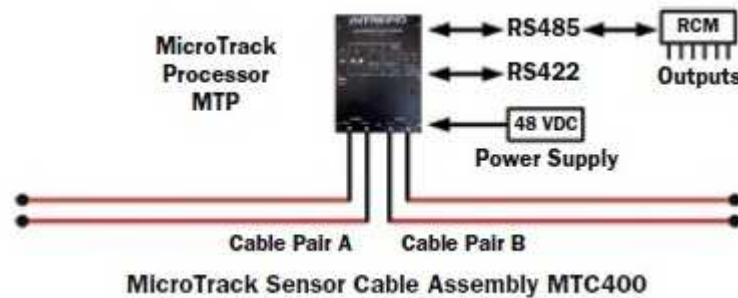 INTREPID
MicroTrack
Processor
MTP
RS485
RCM
Outputs
RS422
48 VDC
Power Supply
Cable Pair A
Cable Pair B
MicroTrack Sensor Cable Assembly MTC400